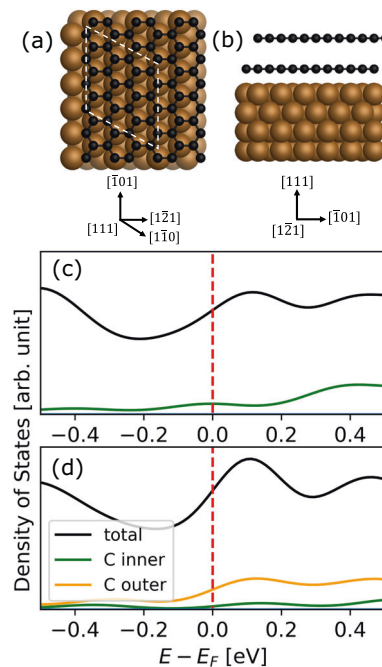 (a)
(b)
[1̅01]
[111]
[12̅1]
[11̅0]
[111]
[12̅1]
[1̅01]
Density of States [arb. unit]
(c)
−0.4 −0.2 0.0 0.2 0.4
(d)
total
C inner
C outer
−0.4 −0.2 0.0 0.2 0.4
E − E_F [eV]